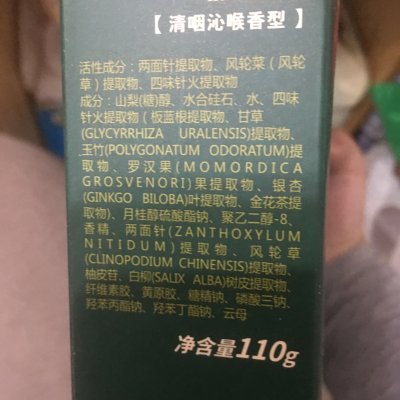 【清咽沁喉香型】
活性成分：两面针提取物、风轮菜（风轮
草）提取物、四味针火提取物
成分：山梨(糖)醇、水合硅石、水、四味
针火提取物（板蓝根提取物、甘草
(GLYCYRRHIZA URALENSIS)提取物、
玉竹(POLYGONATUM ODORATUM)提
取物、罗汉果(MOMORDICA
GROSVENORI)果提取物、银杏
(GINKGO BILOBA)叶提取物、金花茶提
取物)、月桂醇硫酸酯钠、聚乙二醇-8、
香精、两面针(ZANTHOXYLUM
NITIDUM)提取物、风轮草
(CLINOPODIUM CHINENSIS)提取物、
柚皮苷、白柳(SALIX ALBA)树皮提取物、
纤维素胶、黄原胶、糖精钠、磷酸三钠、
羟苯丙酯钠、羟苯丁酯钠、云母
净含量110g